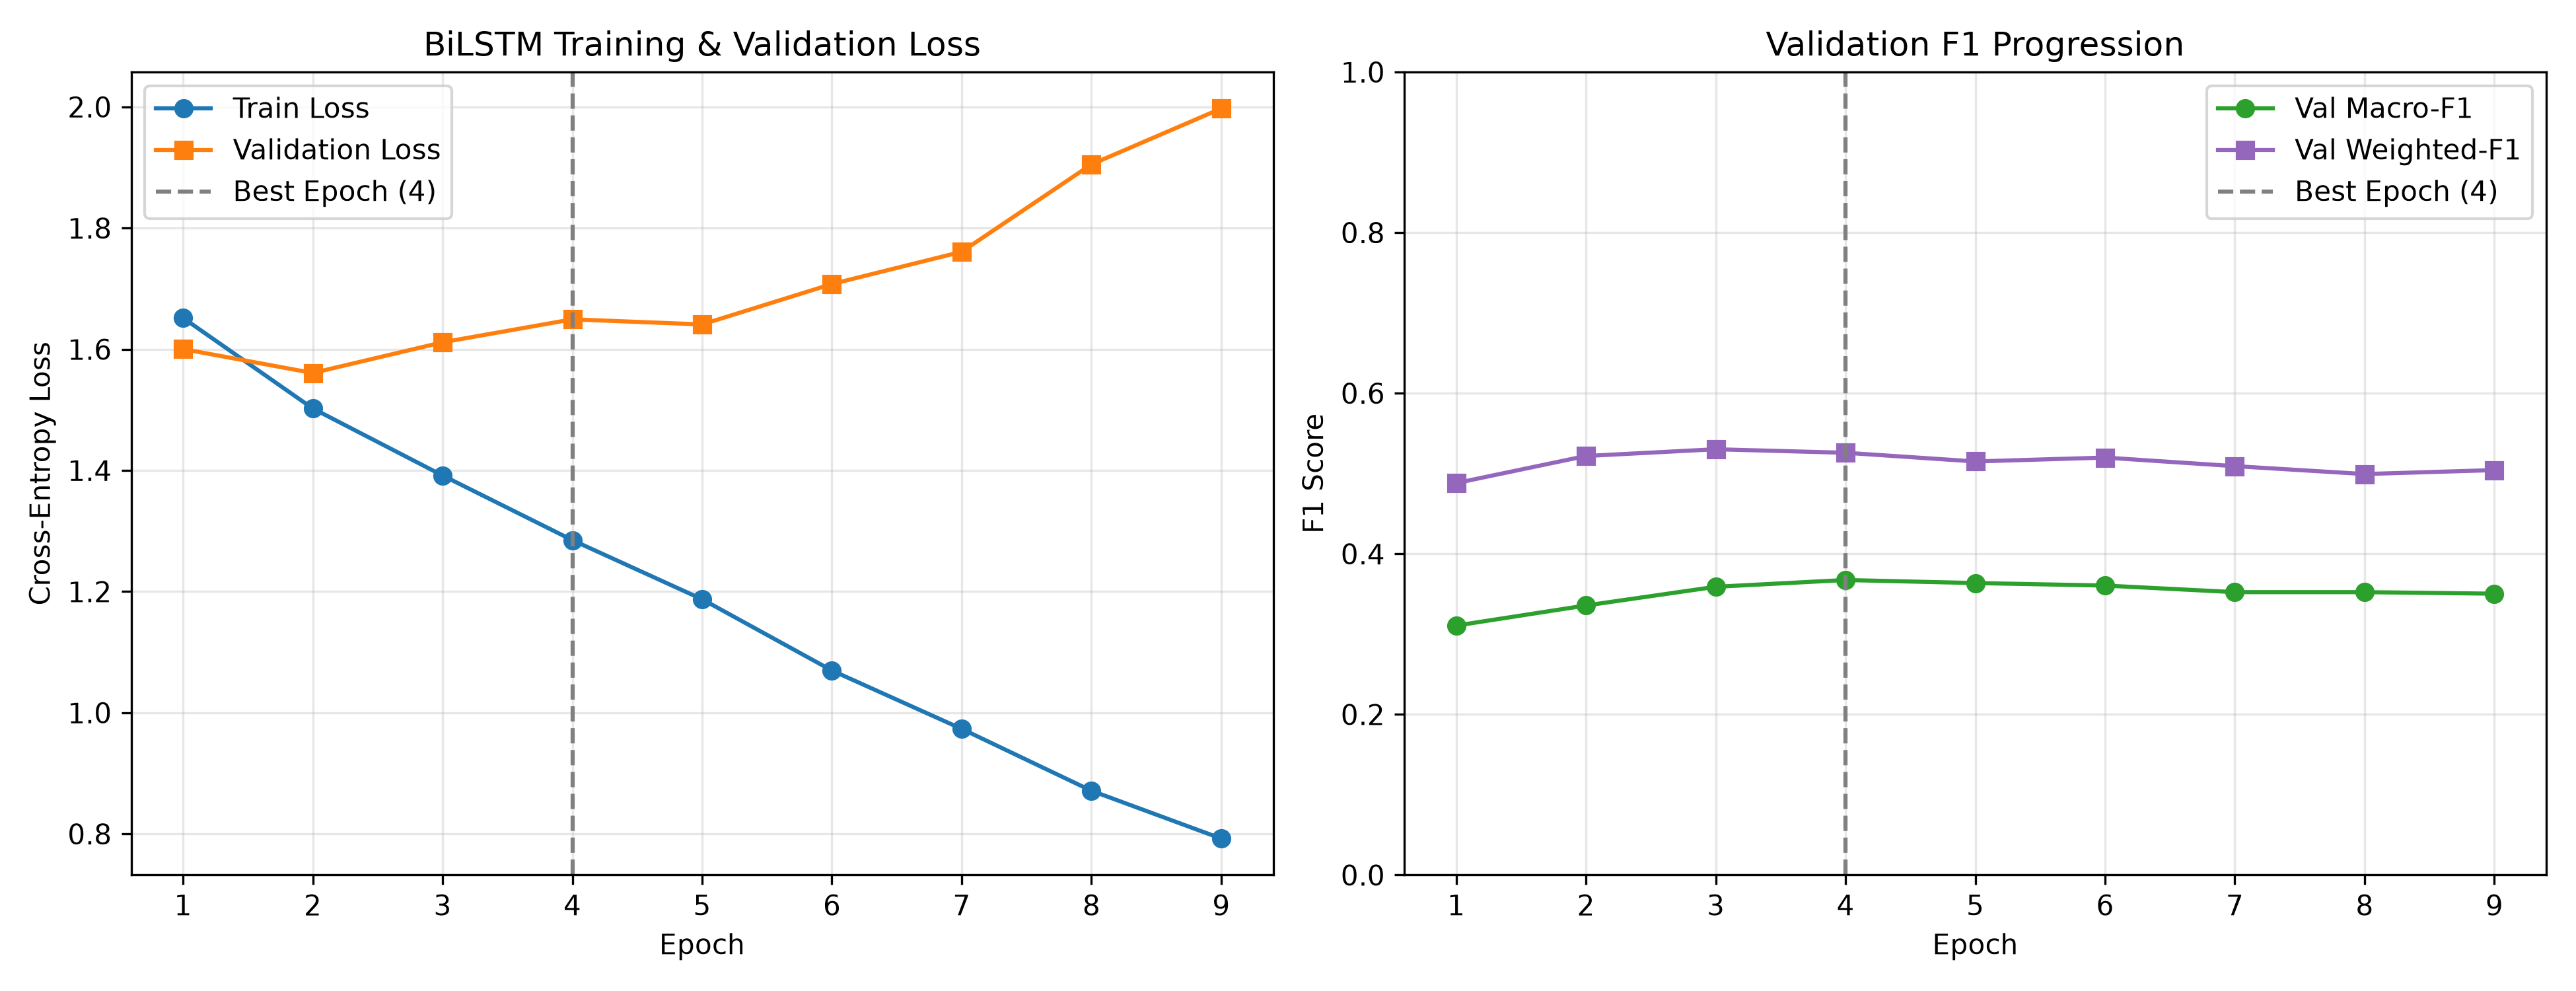 BiLSTM Training & Validation Loss
Train Loss
Validation Loss
Best Epoch (4)
Cross-Entropy Loss
2.0
1.8
1.6
1.4
1.2
1.0
0.8
1 2 3 4 5 6 7 8 9
Epoch
Validation F1 Progression
Val Macro-F1
Val Weighted-F1
Best Epoch (4)
F1 Score
1.0
0.8
0.6
0.4
0.2
0.0
1 2 3 4 5 6 7 8 9
Epoch